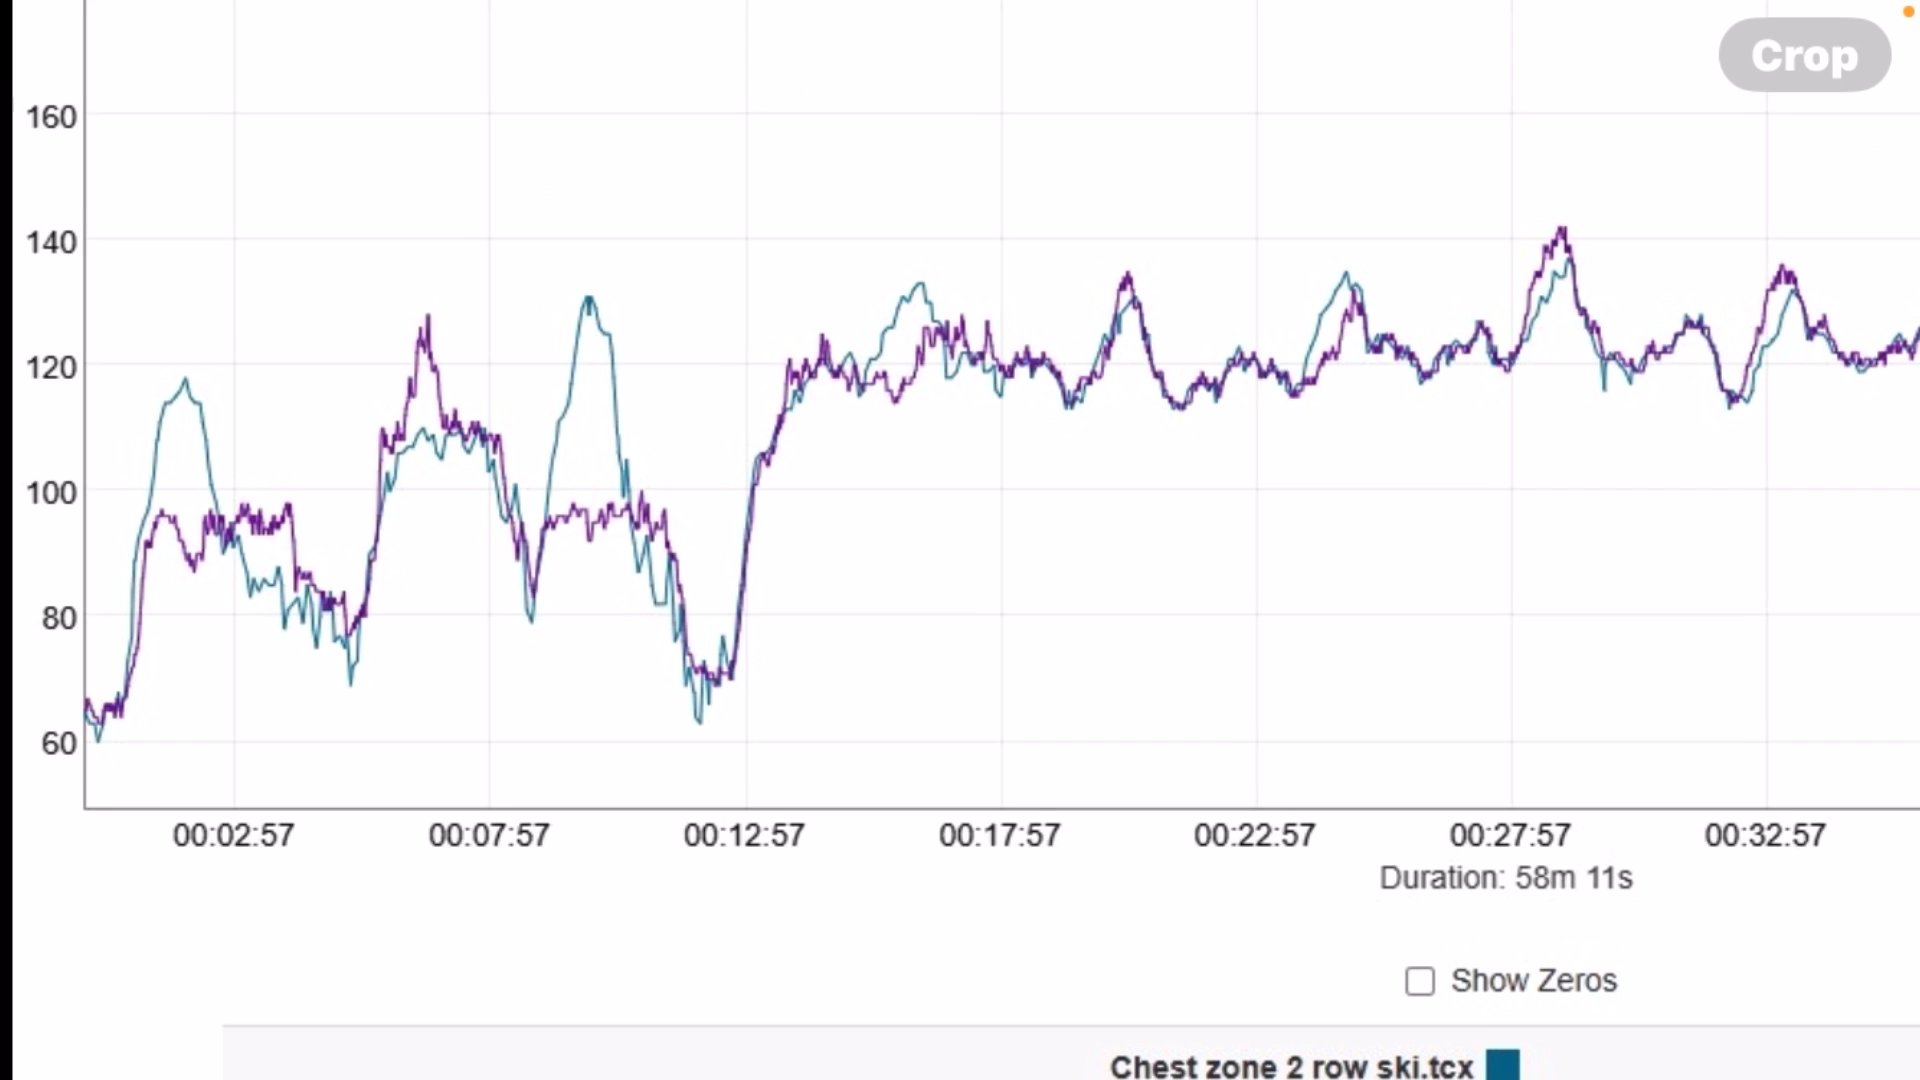 Crop
160
140
120
100
80
60
00:02:57 00:07:57 00:12:57 00:17:57 00:22:57 00:27:57 00:32:57
Duration: 58m 11s
Show Zeros
Chest zone 2 row ski.tcx